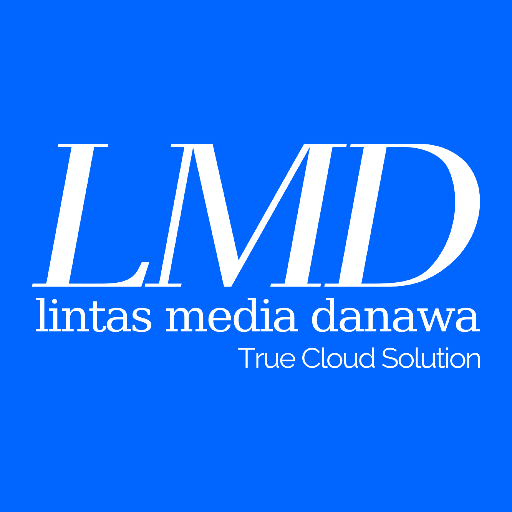 LMD
lintas media danawa
True Cloud Solution